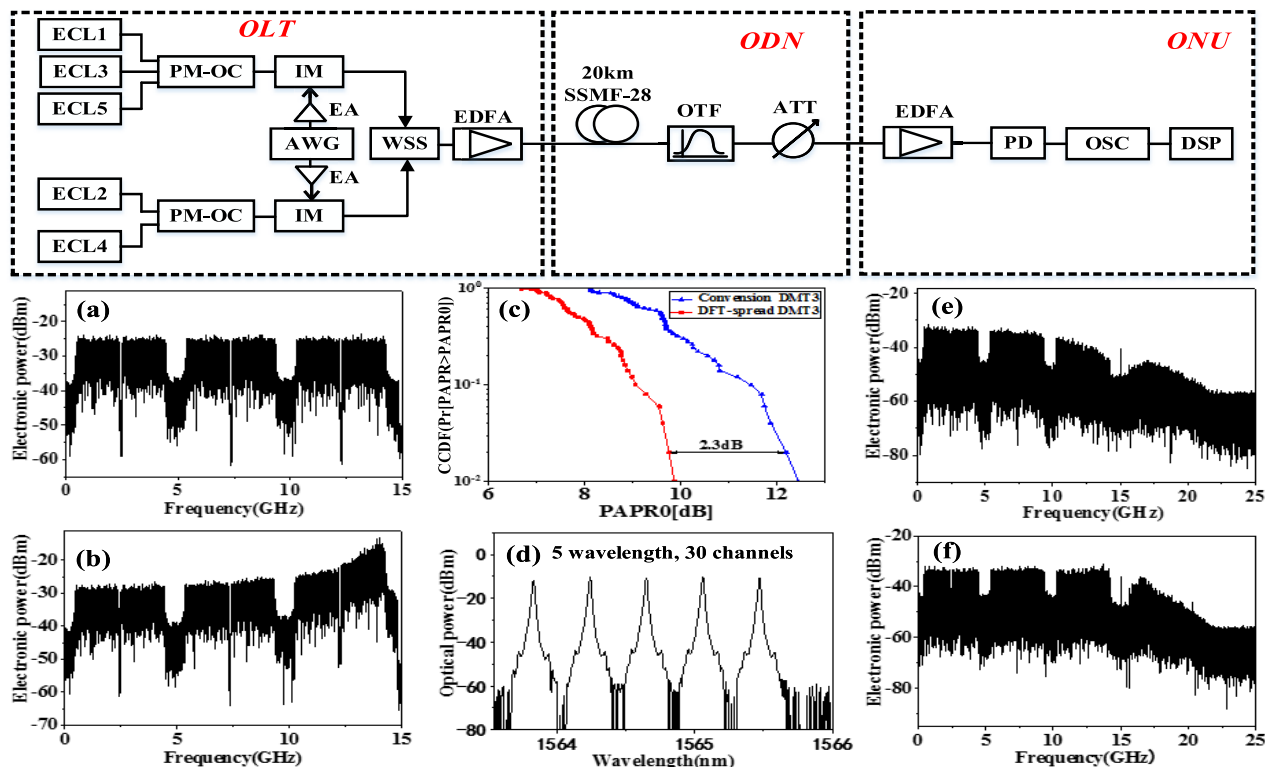 OLT
ODN
ONU
ECL1
ECL3
ECL5
PM-OC
IM
EA
AWG
EA
ECL2
ECL4
PM-OC
IM
WSS
EDFA
20km
SSMF-28
OTF
ATT
EDFA
PD
OSC
DSP
(a)
Electronic power(dBm)
-20
-30
-40
-50
-60
0
5
10
15
Frequency(GHz)
(c)
Convension DMT3
DFT-spread DMT3
CCDF(Pr[PAPR>PAPR0])
10⁰
10⁻¹
10⁻²
2.3dB
6
8
10
12
PAPR0[dB]
(e)
Electronic power(dBm)
-20
-40
-60
-80
0
5
10
15
20
25
Frequency(GHz)
(b)
Electronic power(dBm)
-20
-30
-40
-50
-60
-70
0
5
10
15
Frequency(GHz)
(d)
5 wavelength, 30 channels
Optical power(dBm)
0
-20
-40
-60
-80
1564
1565
1566
Wavelength(nm)
(f)
Electronic power(dBm)
-20
-40
-60
-80
0
5
10
15
20
25
Frequency(GHz)